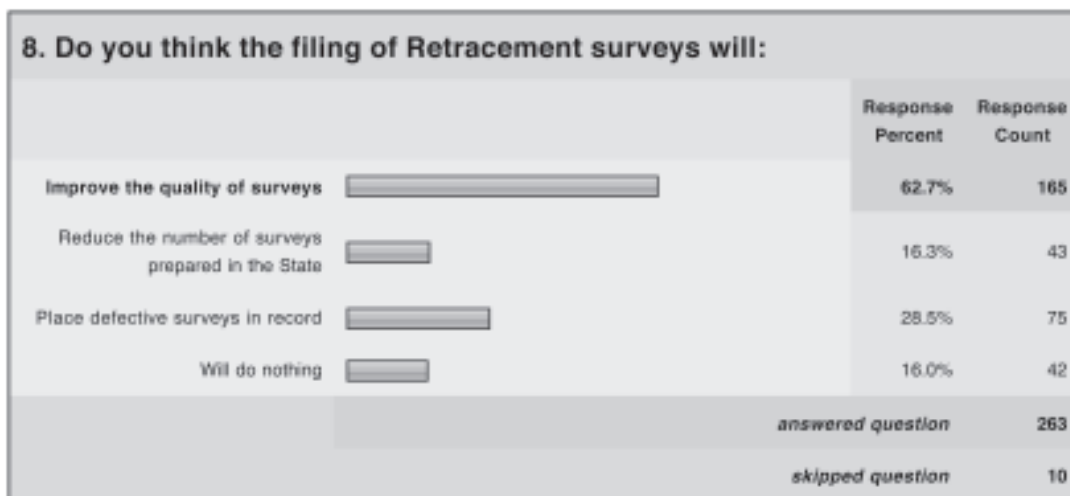 8. Do you think the filing of Retracement surveys will:
Response Response
Percent Count
Improve the quality of surveys 62.7% 165
Reduce the number of surveys
prepared in the State 16.3% 43
Place defective surveys in record 28.5% 75
Will do nothing 16.0% 42
answered question 263
skipped question 10